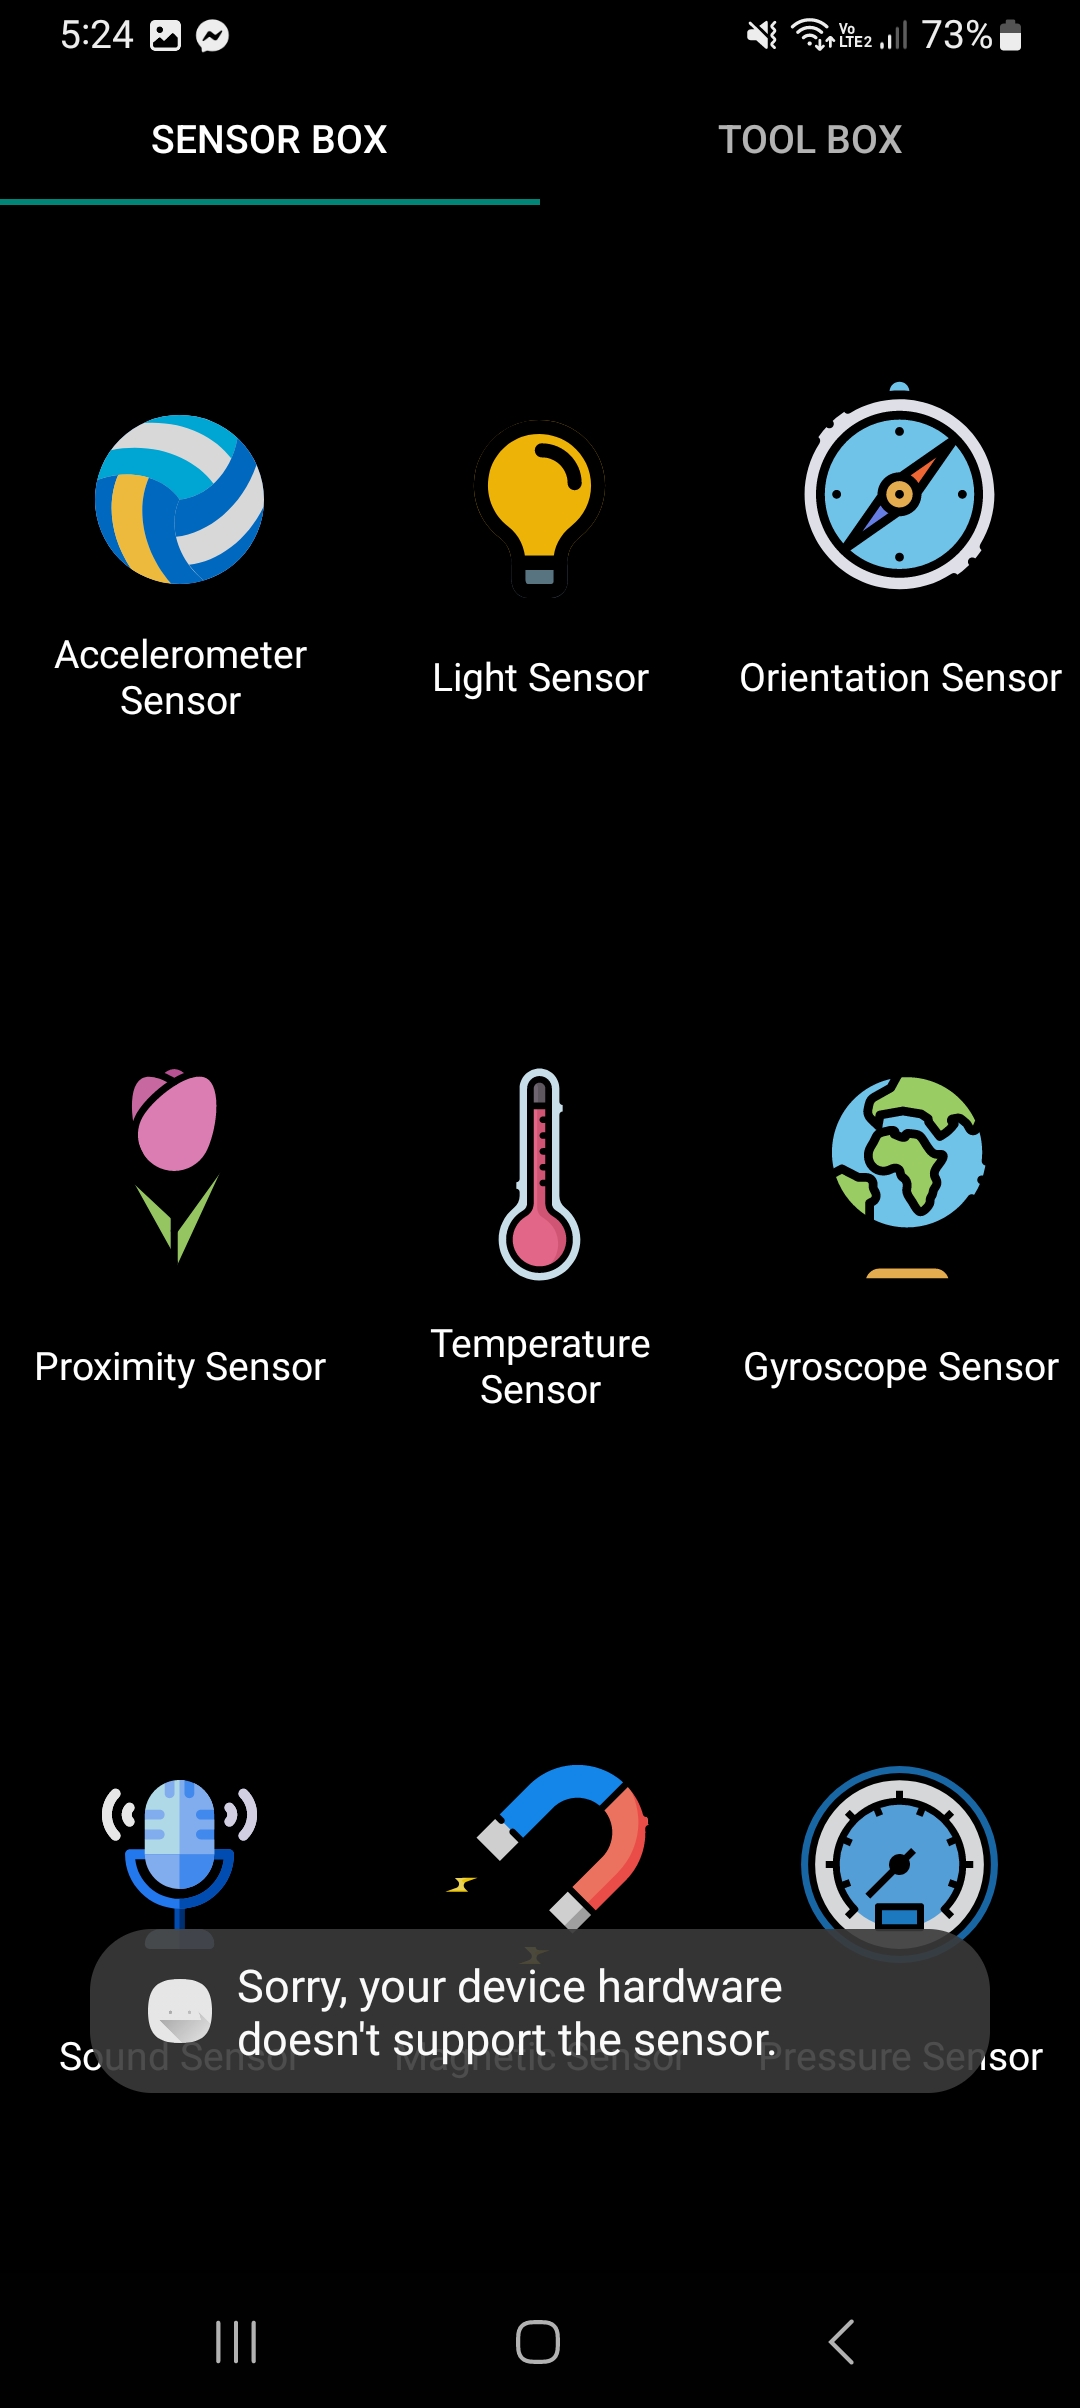 5:24
Vo
LTE2
73%
SENSOR BOX
TOOL BOX
Accelerometer
Sensor
Light Sensor
Orientation Sensor
Proximity Sensor
Temperature
Sensor
Gyroscope Sensor
Sorry, your device hardware
doesn't support the sensor.
Sound Sensor
Magnetic Sensor
Pressure Sensor